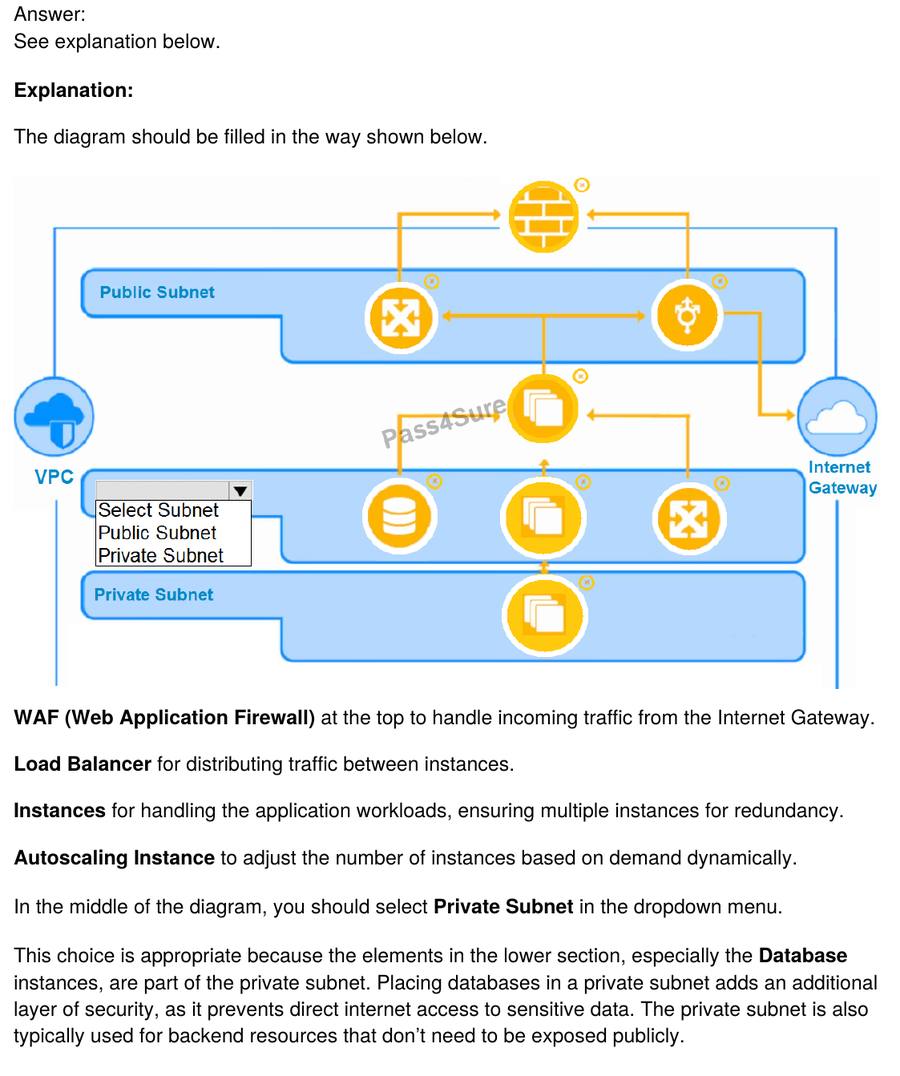 Answer:
See explanation below.
Explanation:
The diagram should be filled in the way shown below.
Public Subnet
Pass4Sure
VPC
Internet
Gateway
Select Subnet
Public Subnet
Private Subnet
Private Subnet
WAF (Web Application Firewall) at the top to handle incoming traffic from the Internet Gateway.
Load Balancer for distributing traffic between instances.
Instances for handling the application workloads, ensuring multiple instances for redundancy.
Autoscaling Instance to adjust the number of instances based on demand dynamically.
In the middle of the diagram, you should select Private Subnet in the dropdown menu.
This choice is appropriate because the elements in the lower section, especially the Database
instances, are part of the private subnet. Placing databases in a private subnet adds an additional
layer of security, as it prevents direct internet access to sensitive data. The private subnet is also
typically used for backend resources that don’t need to be exposed publicly.